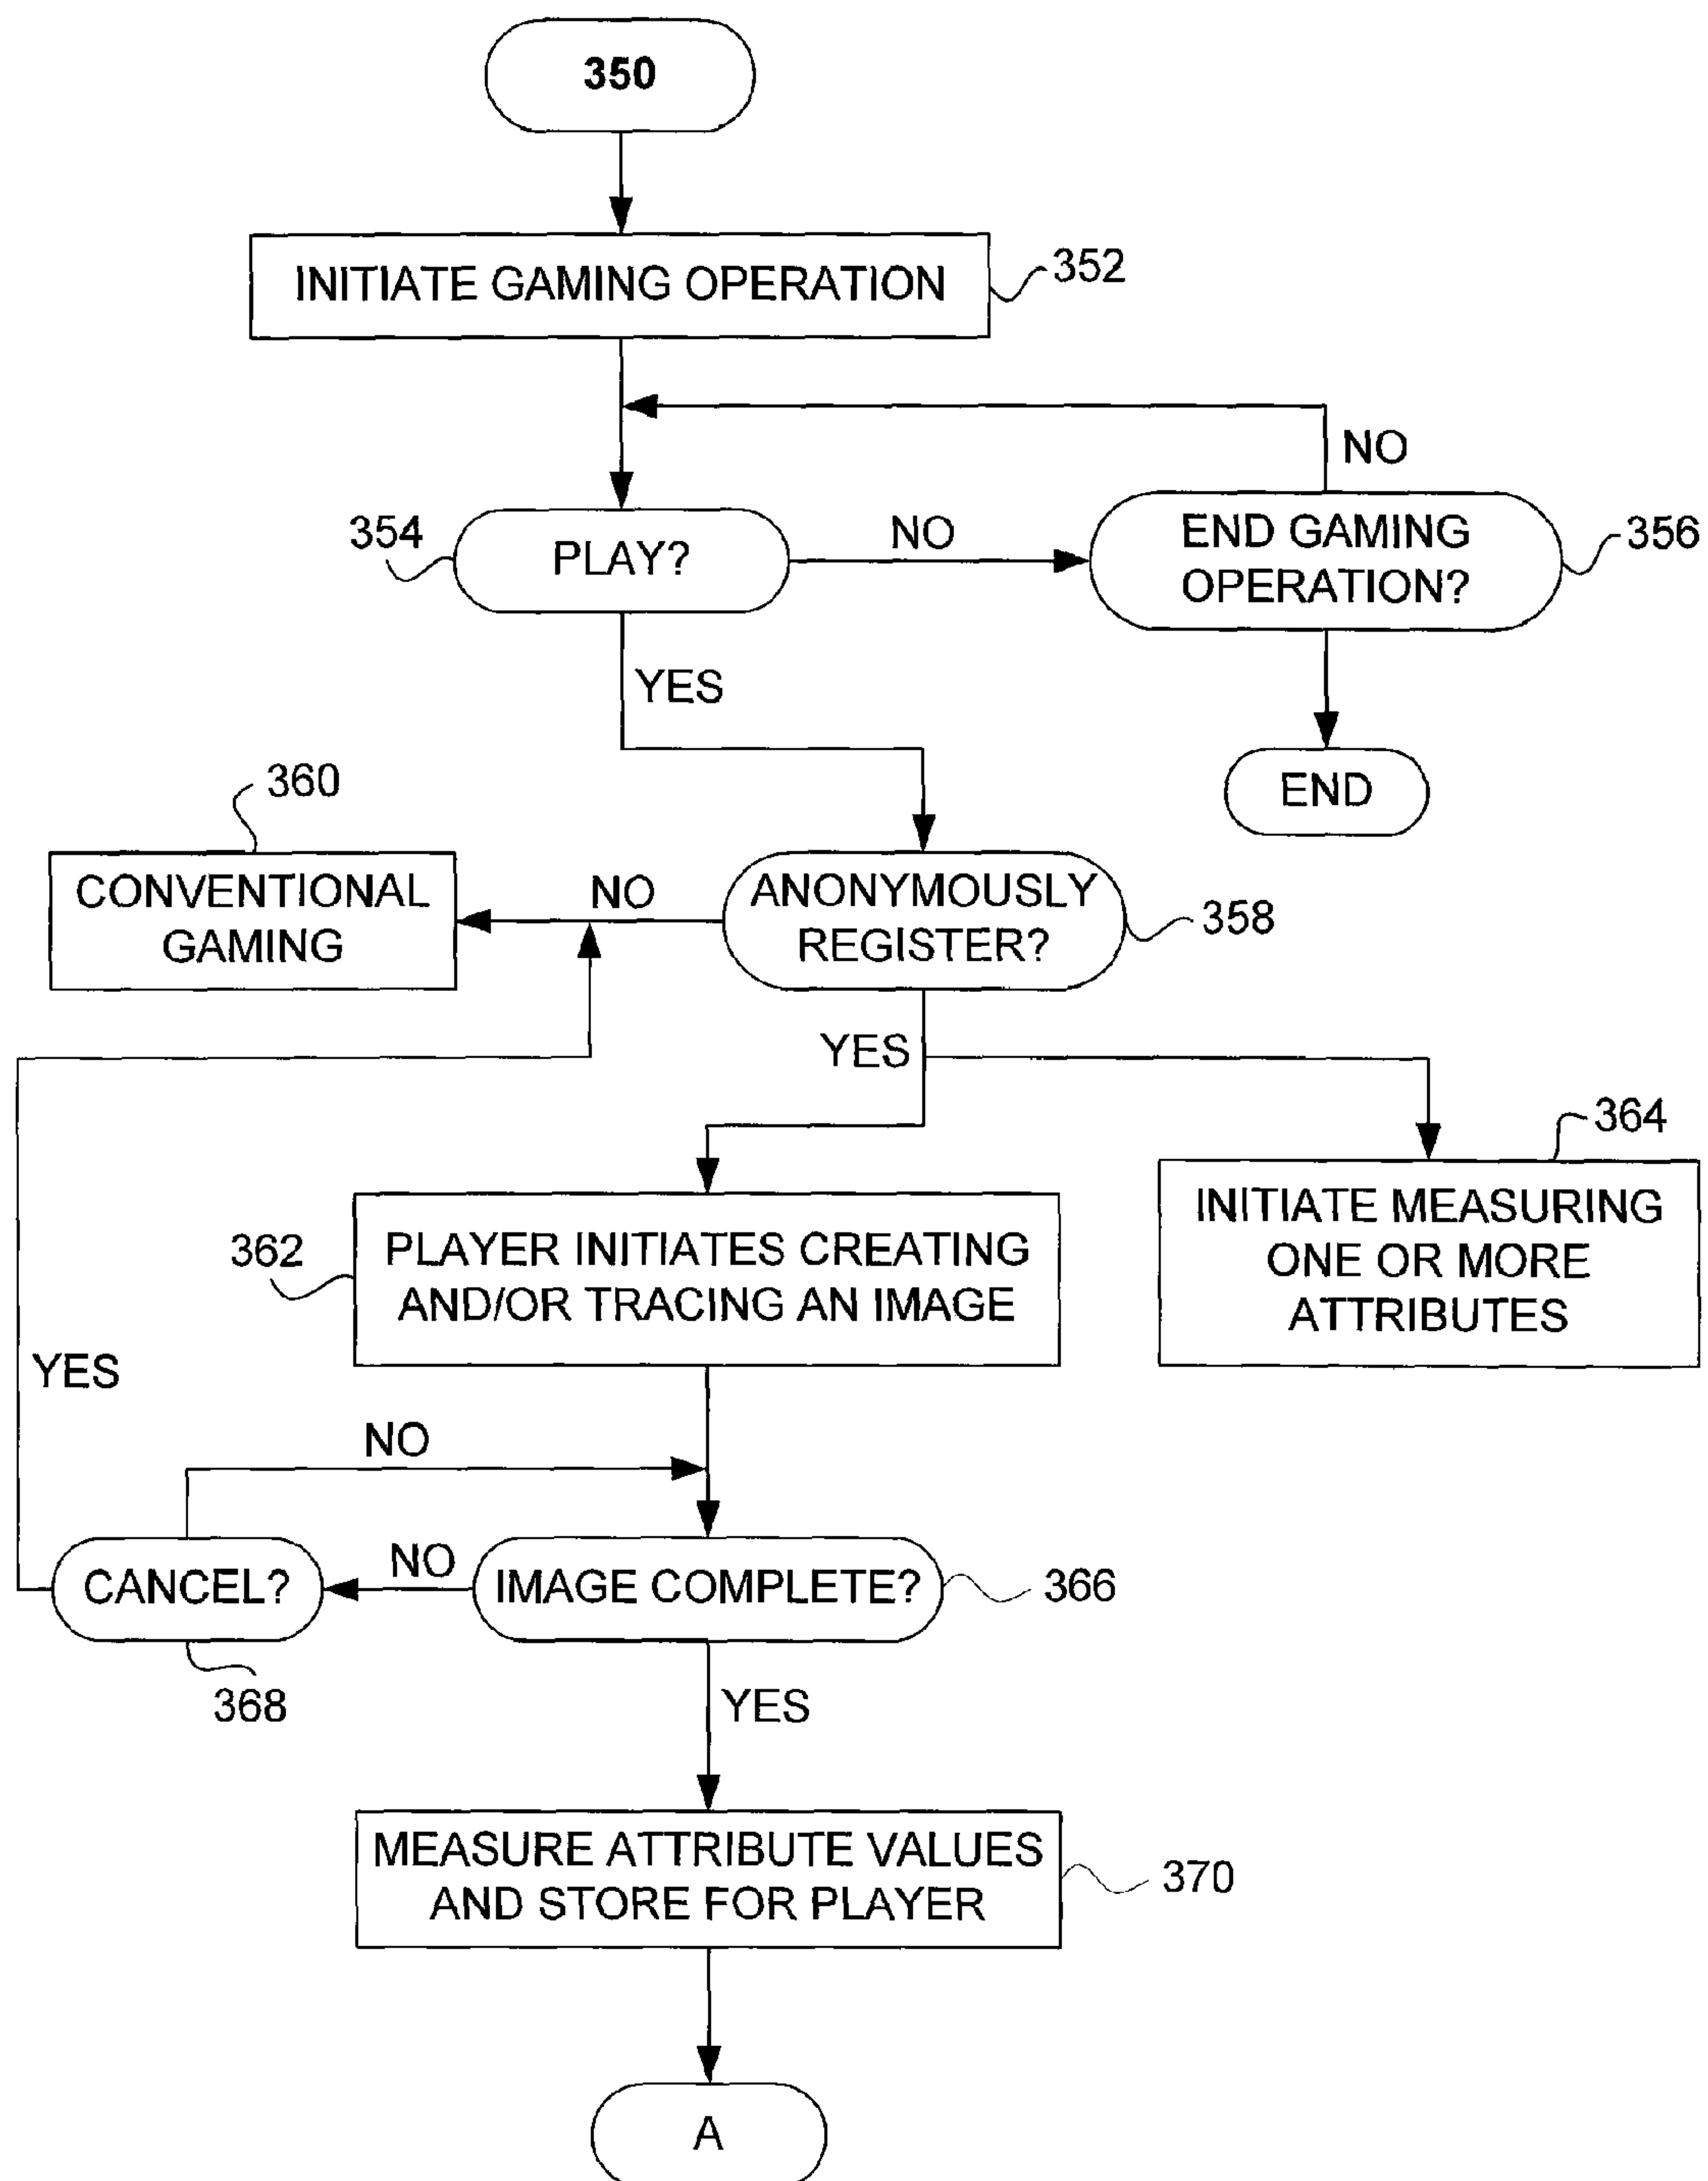 350
INITIATE GAMING OPERATION
352
NO
354
PLAY?
NO
END GAMING
OPERATION?
356
YES
END
360
CONVENTIONAL
GAMING
NO
ANONYMOUSLY
REGISTER?
358
YES
364
INITIATE MEASURING
ONE OR MORE
ATTRIBUTES
362
PLAYER INITIATES CREATING
AND/OR TRACING AN IMAGE
YES
NO
CANCEL?
NO
IMAGE COMPLETE?
366
368
YES
MEASURE ATTRIBUTE VALUES
AND STORE FOR PLAYER
370
A